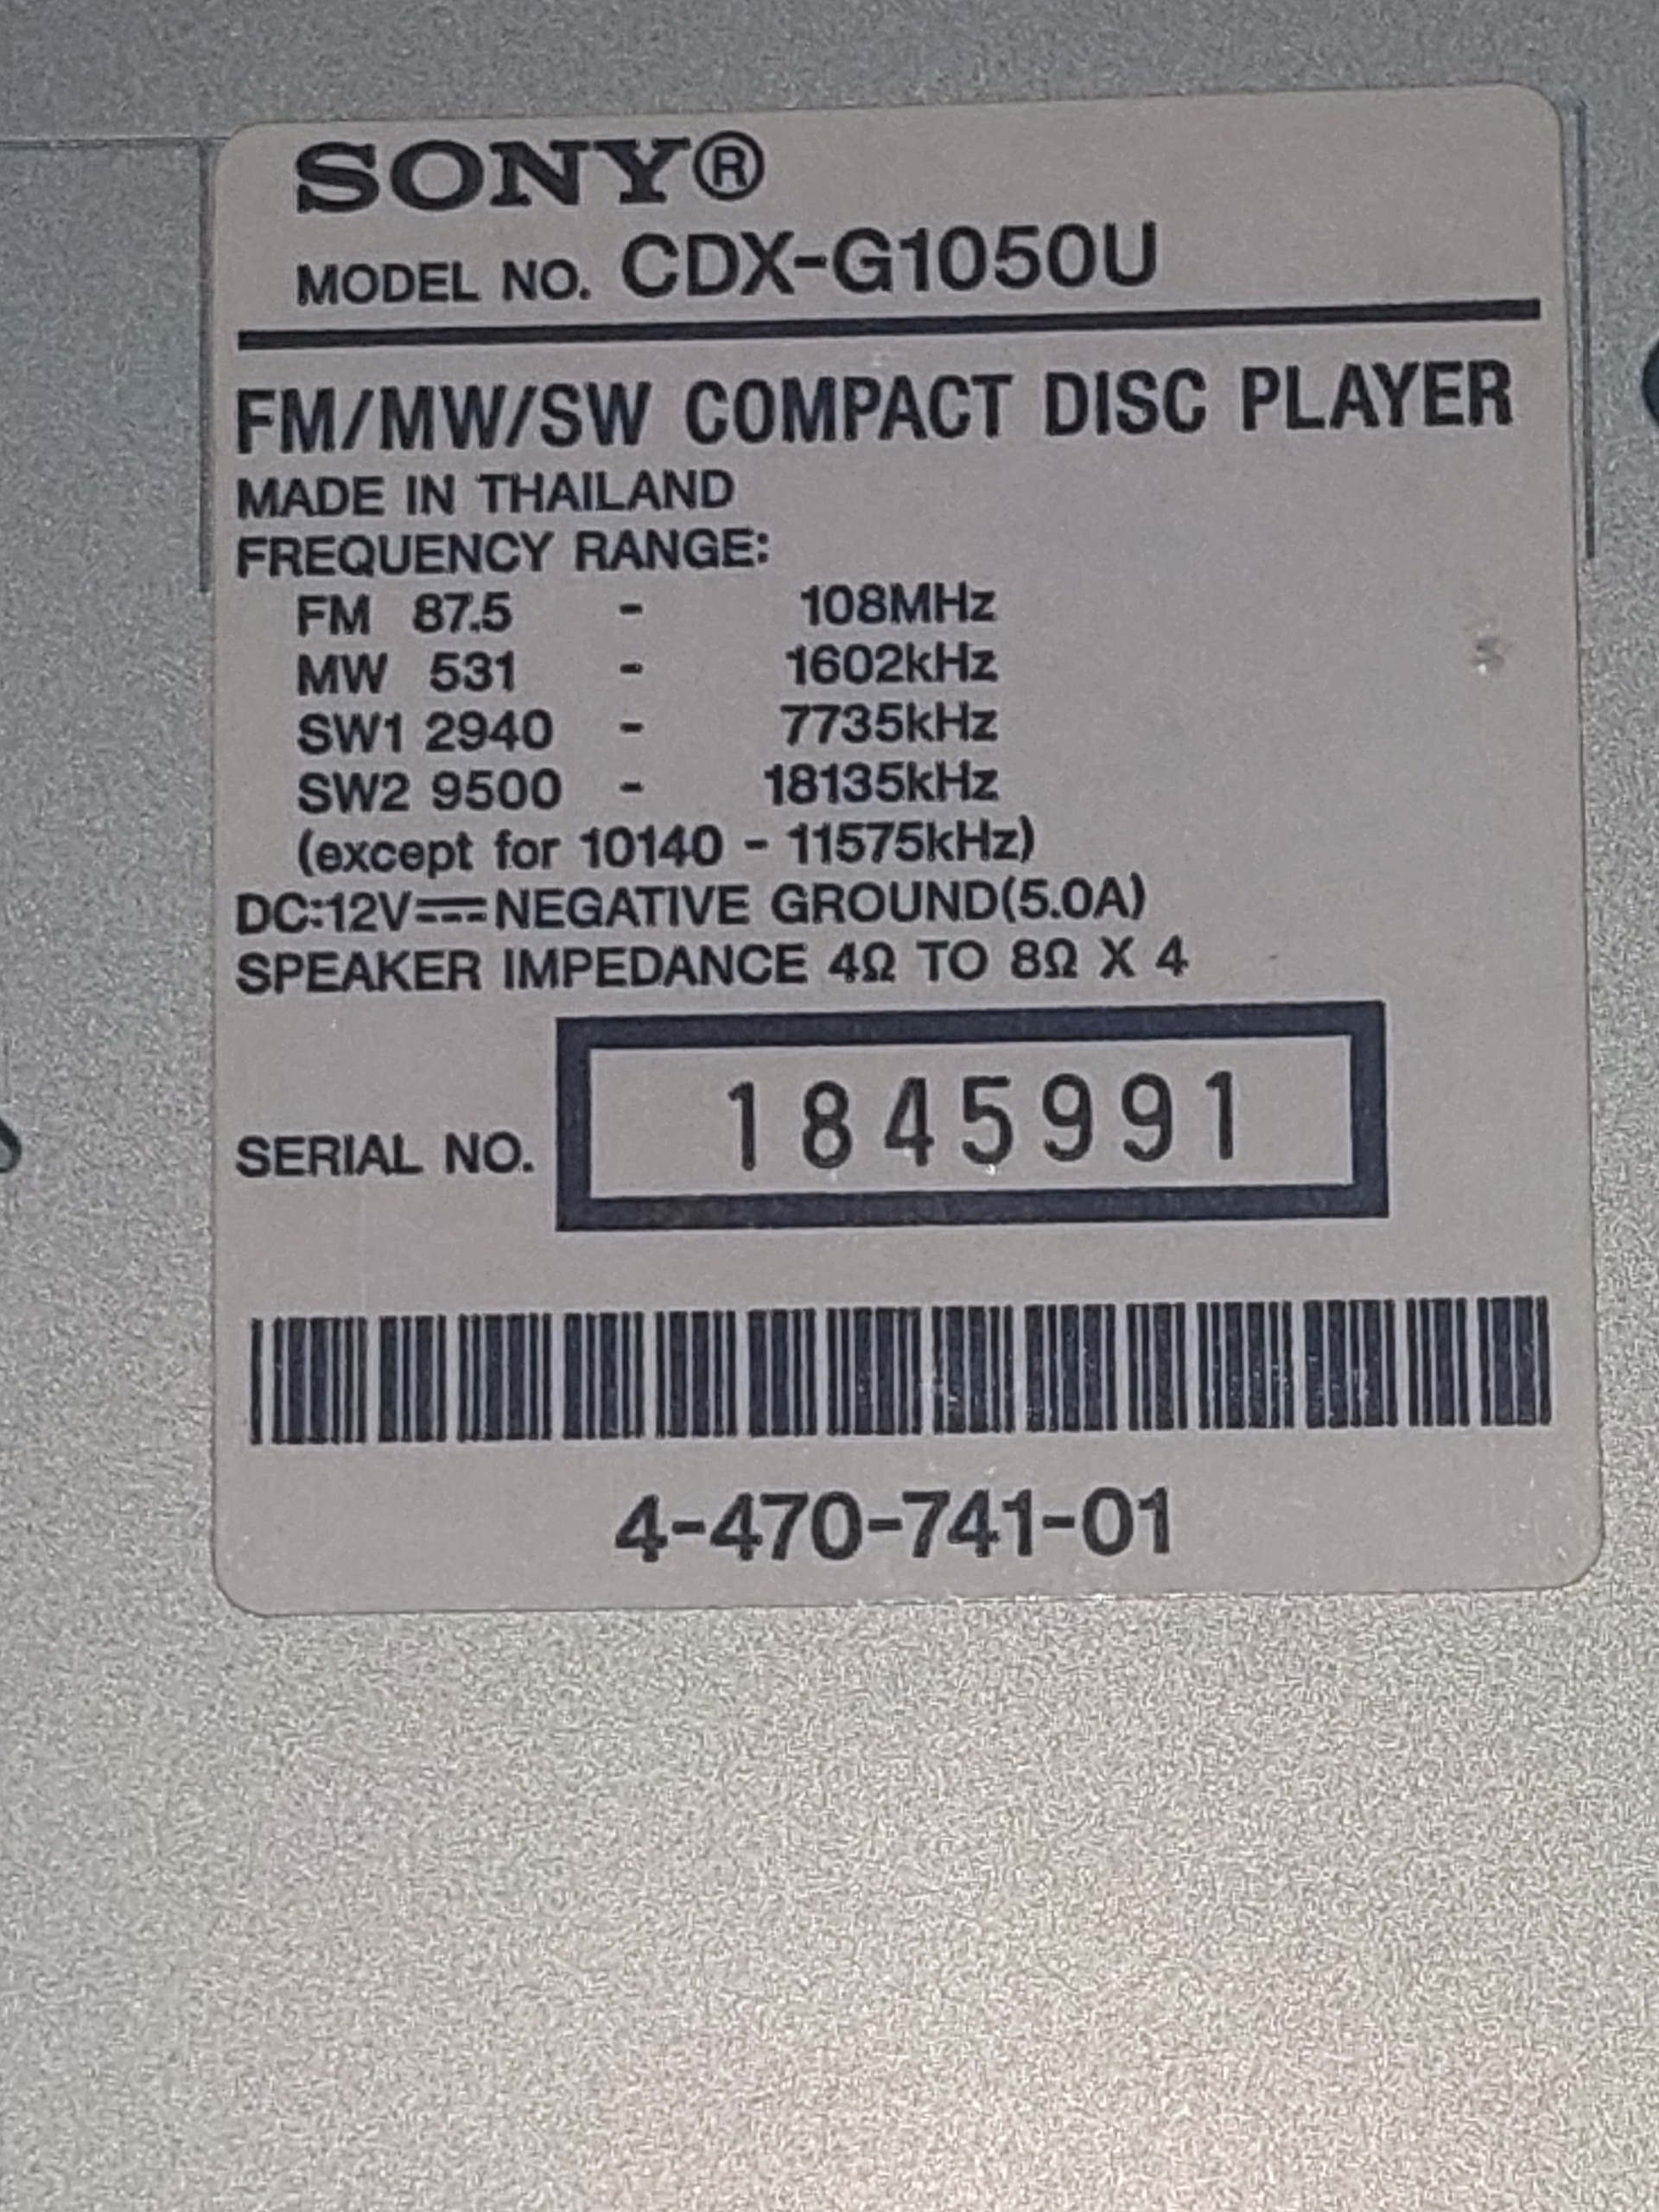 SONY®
MODEL NO. CDX-G1050U
FM/MW/SW COMPACT DISC PLAYER
MADE IN THAILAND
FREQUENCY RANGE:
FM 87.5 - 108MHz
MW 531 - 1602kHz
SW1 2940 - 7735kHz
SW2 9500 - 18135kHz
(except for 10140 - 11575kHz)
DC:12V⎓NEGATIVE GROUND(5.0A)
SPEAKER IMPEDANCE 4Ω TO 8Ω X 4
SERIAL NO. 1845991
4-470-741-01